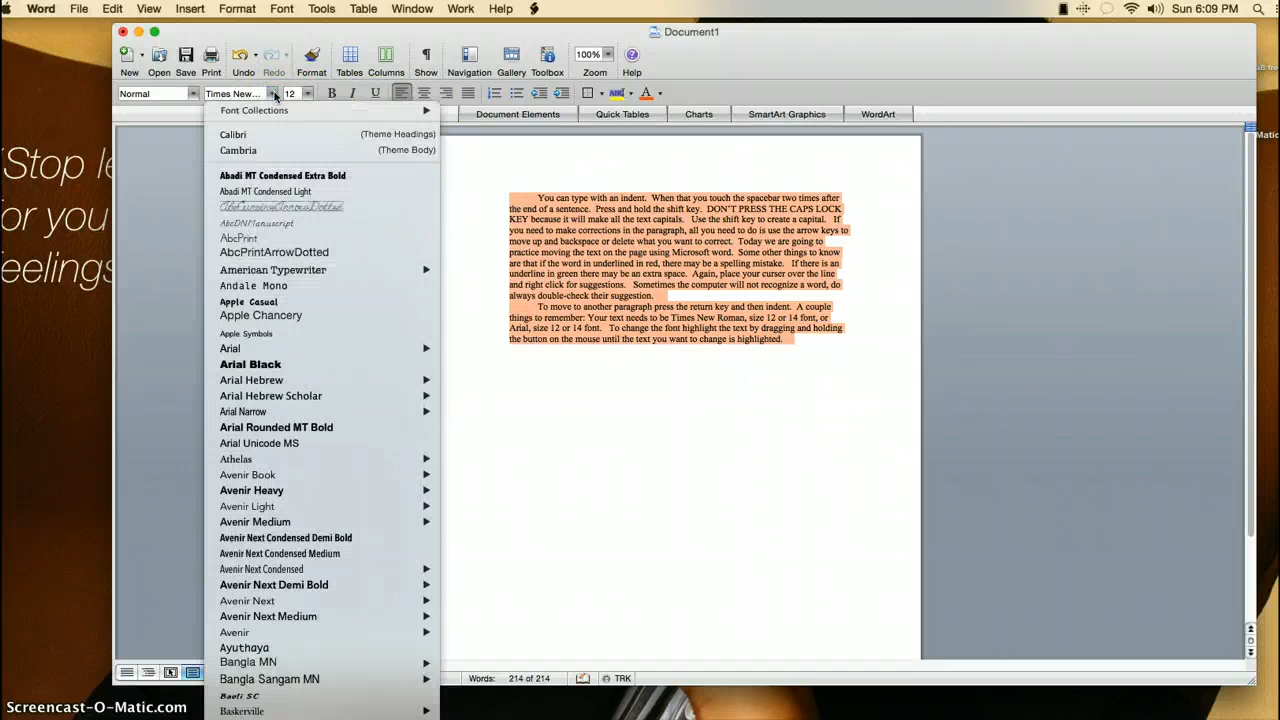 Word File Edit View Insert Format Font Tools Table Window Work Help Sun 6:09 PM
Document1
100%
New Open Save Print Undo Redo Format Tables Columns Show Navigation Gallery Toolbox Zoom Help
Normal Times New... 12 B I U
Document Elements Quick Tables Charts SmartArt Graphics WordArt
Font Collections
Calibri (Theme Headings)
Cambria (Theme Body)
Abadi MT Condensed Extra Bold
Abadi MT Condensed Light
AbcCursiveArrowDotted
AbcDNManuscript
AbcPrint
AbcPrintArrowDotted
American Typewriter
Andale Mono
Apple Casual
Apple Chancery
Apple Symbols
Arial
Arial Black
Arial Hebrew
Arial Hebrew Scholar
Arial Narrow
Arial Rounded MT Bold
Arial Unicode MS
Athelas
Avenir Book
Avenir Heavy
Avenir Light
Avenir Medium
Avenir Next Condensed Demi Bold
Avenir Next Condensed Medium
Avenir Next Condensed
Avenir Next Demi Bold
Avenir Next
Avenir Next Medium
Avenir
Ayuthaya
Bangla MN
Bangla Sangam MN
Baoli SC
Baskerville
You can type with an indent. When that you touch the spacebar two times after
the end of a sentence. Press and hold the shift key. DON'T PRESS THE CAPS LOCK
KEY because it will make all the text capitals. Use the shift key to create a capital. If
you need to make corrections in the paragraph, all you need to do is use the arrow keys to
move up and backspace or delete what you want to correct. Today we are going to
practice moving the text on the page using Microsoft word. Some other things to know
are that if the word in underlined in red, there may be a spelling mistake. If there is an
underline in green there may be an extra space. Again, place your curser over the line
and right click for suggestions. Sometimes the computer will not recognize a word, do
always double-check their suggestion.
To move to another paragraph press the return key and then indent. A couple
things to remember: Your text needs to be Times New Roman, size 12 or 14 font, or
Arial, size 12 or 14 font. To change the font highlight the text by dragging and holding
the button on the mouse until the text you want to change is highlighted.
Words: 214 of 214 TRK
(Stop le
or you
eelings
Screencast-O-Matic.com